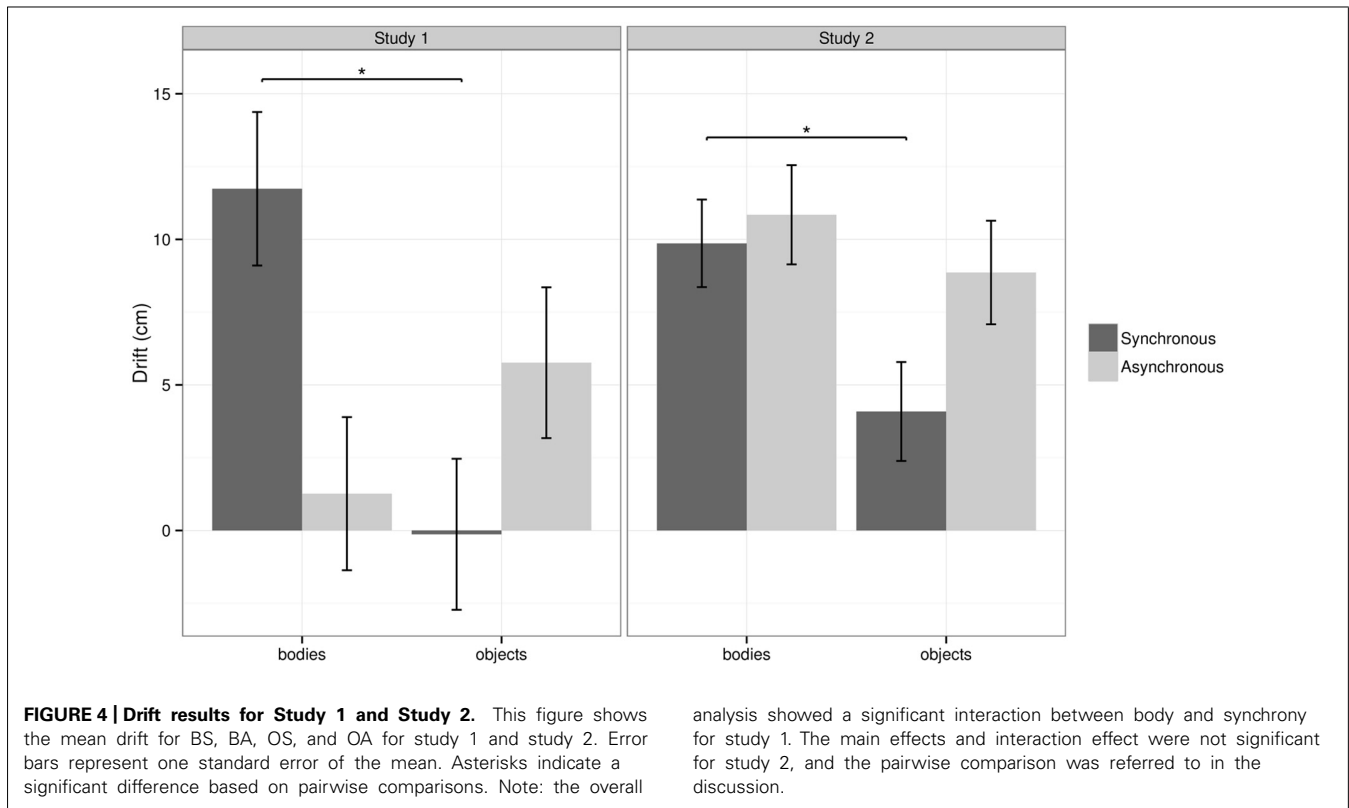 Study 1
Study 2
*
*
15
10
5
0
Drift (cm)
bodies
objects
bodies
objects
Synchronous
Asynchronous
FIGURE 4 | Drift results for Study 1 and Study 2. This figure shows
the mean drift for BS, BA, OS, and OA for study 1 and study 2. Error
bars represent one standard error of the mean. Asterisks indicate a
significant difference based on pairwise comparisons. Note: the overall
analysis showed a significant interaction between body and synchrony
for study 1. The main effects and interaction effect were not significant
for study 2, and the pairwise comparison was referred to in the
discussion.